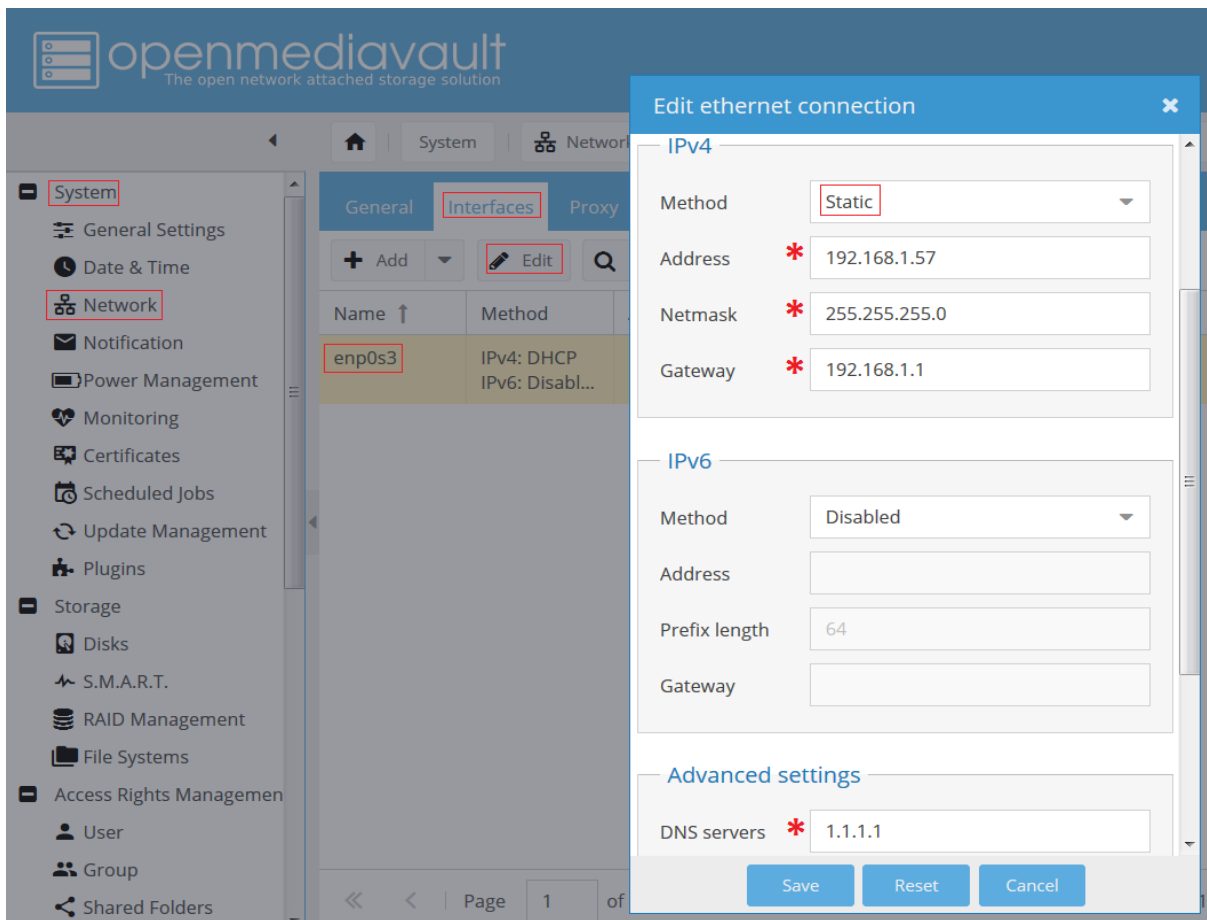 openmediavault
The open network attached storage solution
System
Network
System
General Settings
Date & Time
Network
Notification
Power Management
Monitoring
Certificates
Scheduled Jobs
Update Management
Plugins
Storage
Disks
S.M.A.R.T.
RAID Management
File Systems
Access Rights Managemen
User
Group
Shared Folders
General Interfaces Proxy
Add Edit
Name Method
enp0s3 IPv4: DHCP
IPv6: Disabl...
Page 1 of
Edit ethernet connection
IPv4
Method Static
Address * 192.168.1.57
Netmask * 255.255.255.0
Gateway * 192.168.1.1
IPv6
Method Disabled
Address
Prefix length 64
Gateway
Advanced settings
DNS servers * 1.1.1.1
Save Reset Cancel